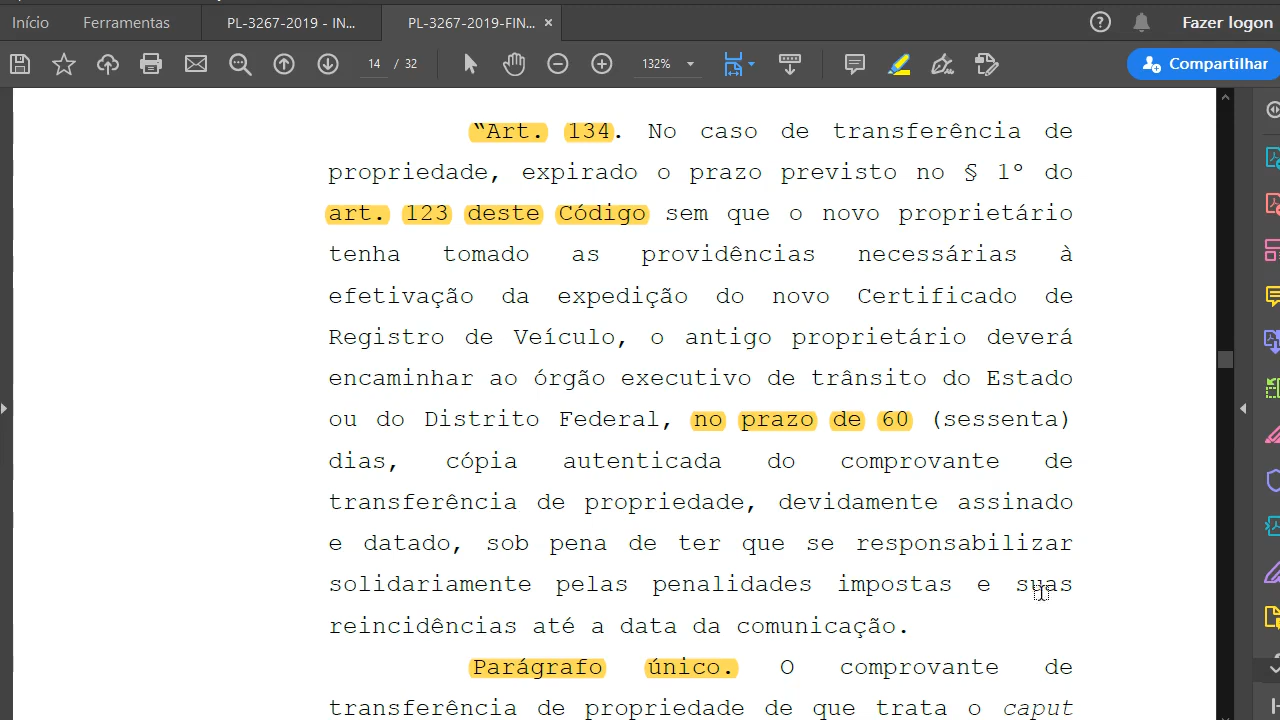 Início Ferramentas PL-3267-2019 - IN... PL-3267-2019-FIN... × ? Fazer logon
14 / 32 132% Compartilhar
“Art. 134. No caso de transferência de
propriedade, expirado o prazo previsto no § 1º do
art. 123 deste Código sem que o novo proprietário
tenha tomado as providências necessárias à
efetivação da expedição do novo Certificado de
Registro de Veículo, o antigo proprietário deverá
encaminhar ao órgão executivo de trânsito do Estado
ou do Distrito Federal, no prazo de 60 (sessenta)
dias, cópia autenticada do comprovante de
transferência de propriedade, devidamente assinado
e datado, sob pena de ter que se responsabilizar
solidariamente pelas penalidades impostas e suas
reincidências até a data da comunicação.
Parágrafo único. O comprovante de
transferência de propriedade de que trata o caput